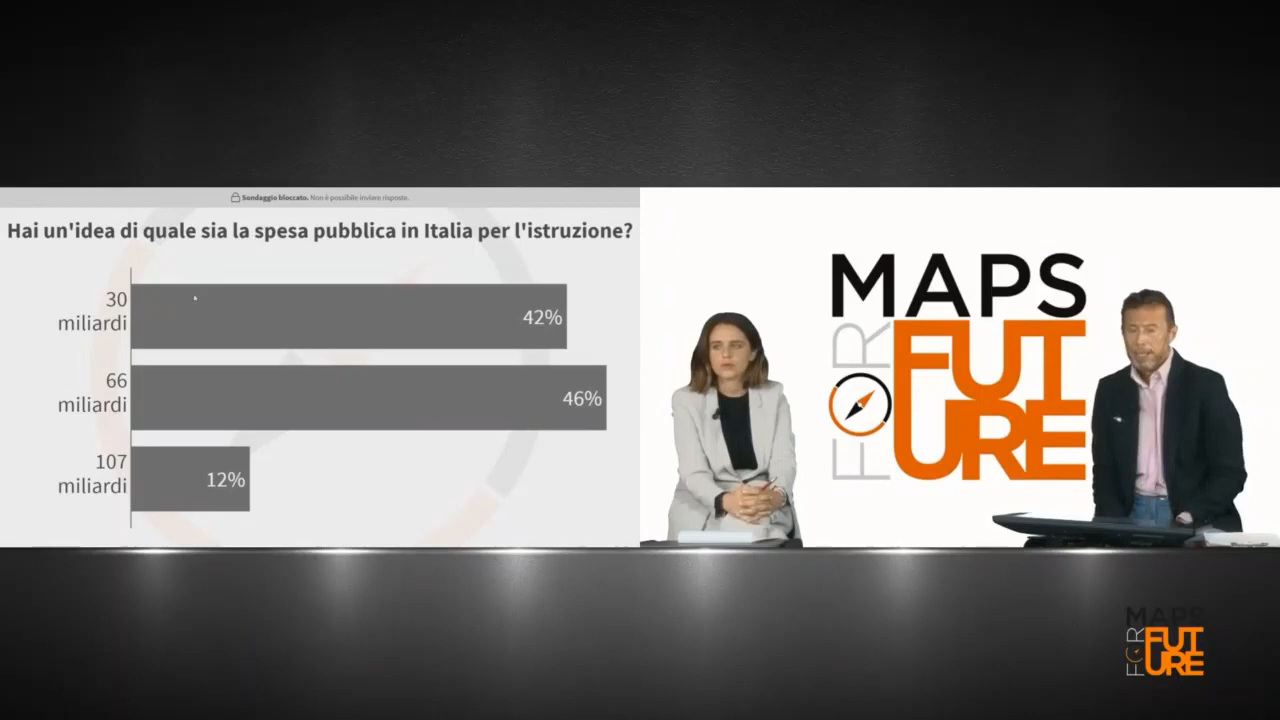 Sondaggio bloccato. Non è possibile inviare risposte.
Hai un'idea di quale sia la spesa pubblica in Italia per l'istruzione?
30
miliardi
42%
66
miliardi
46%
107
miliardi
12%
MAPS
FOR
FUT
URE
MAPS
FOR
FUT
URE